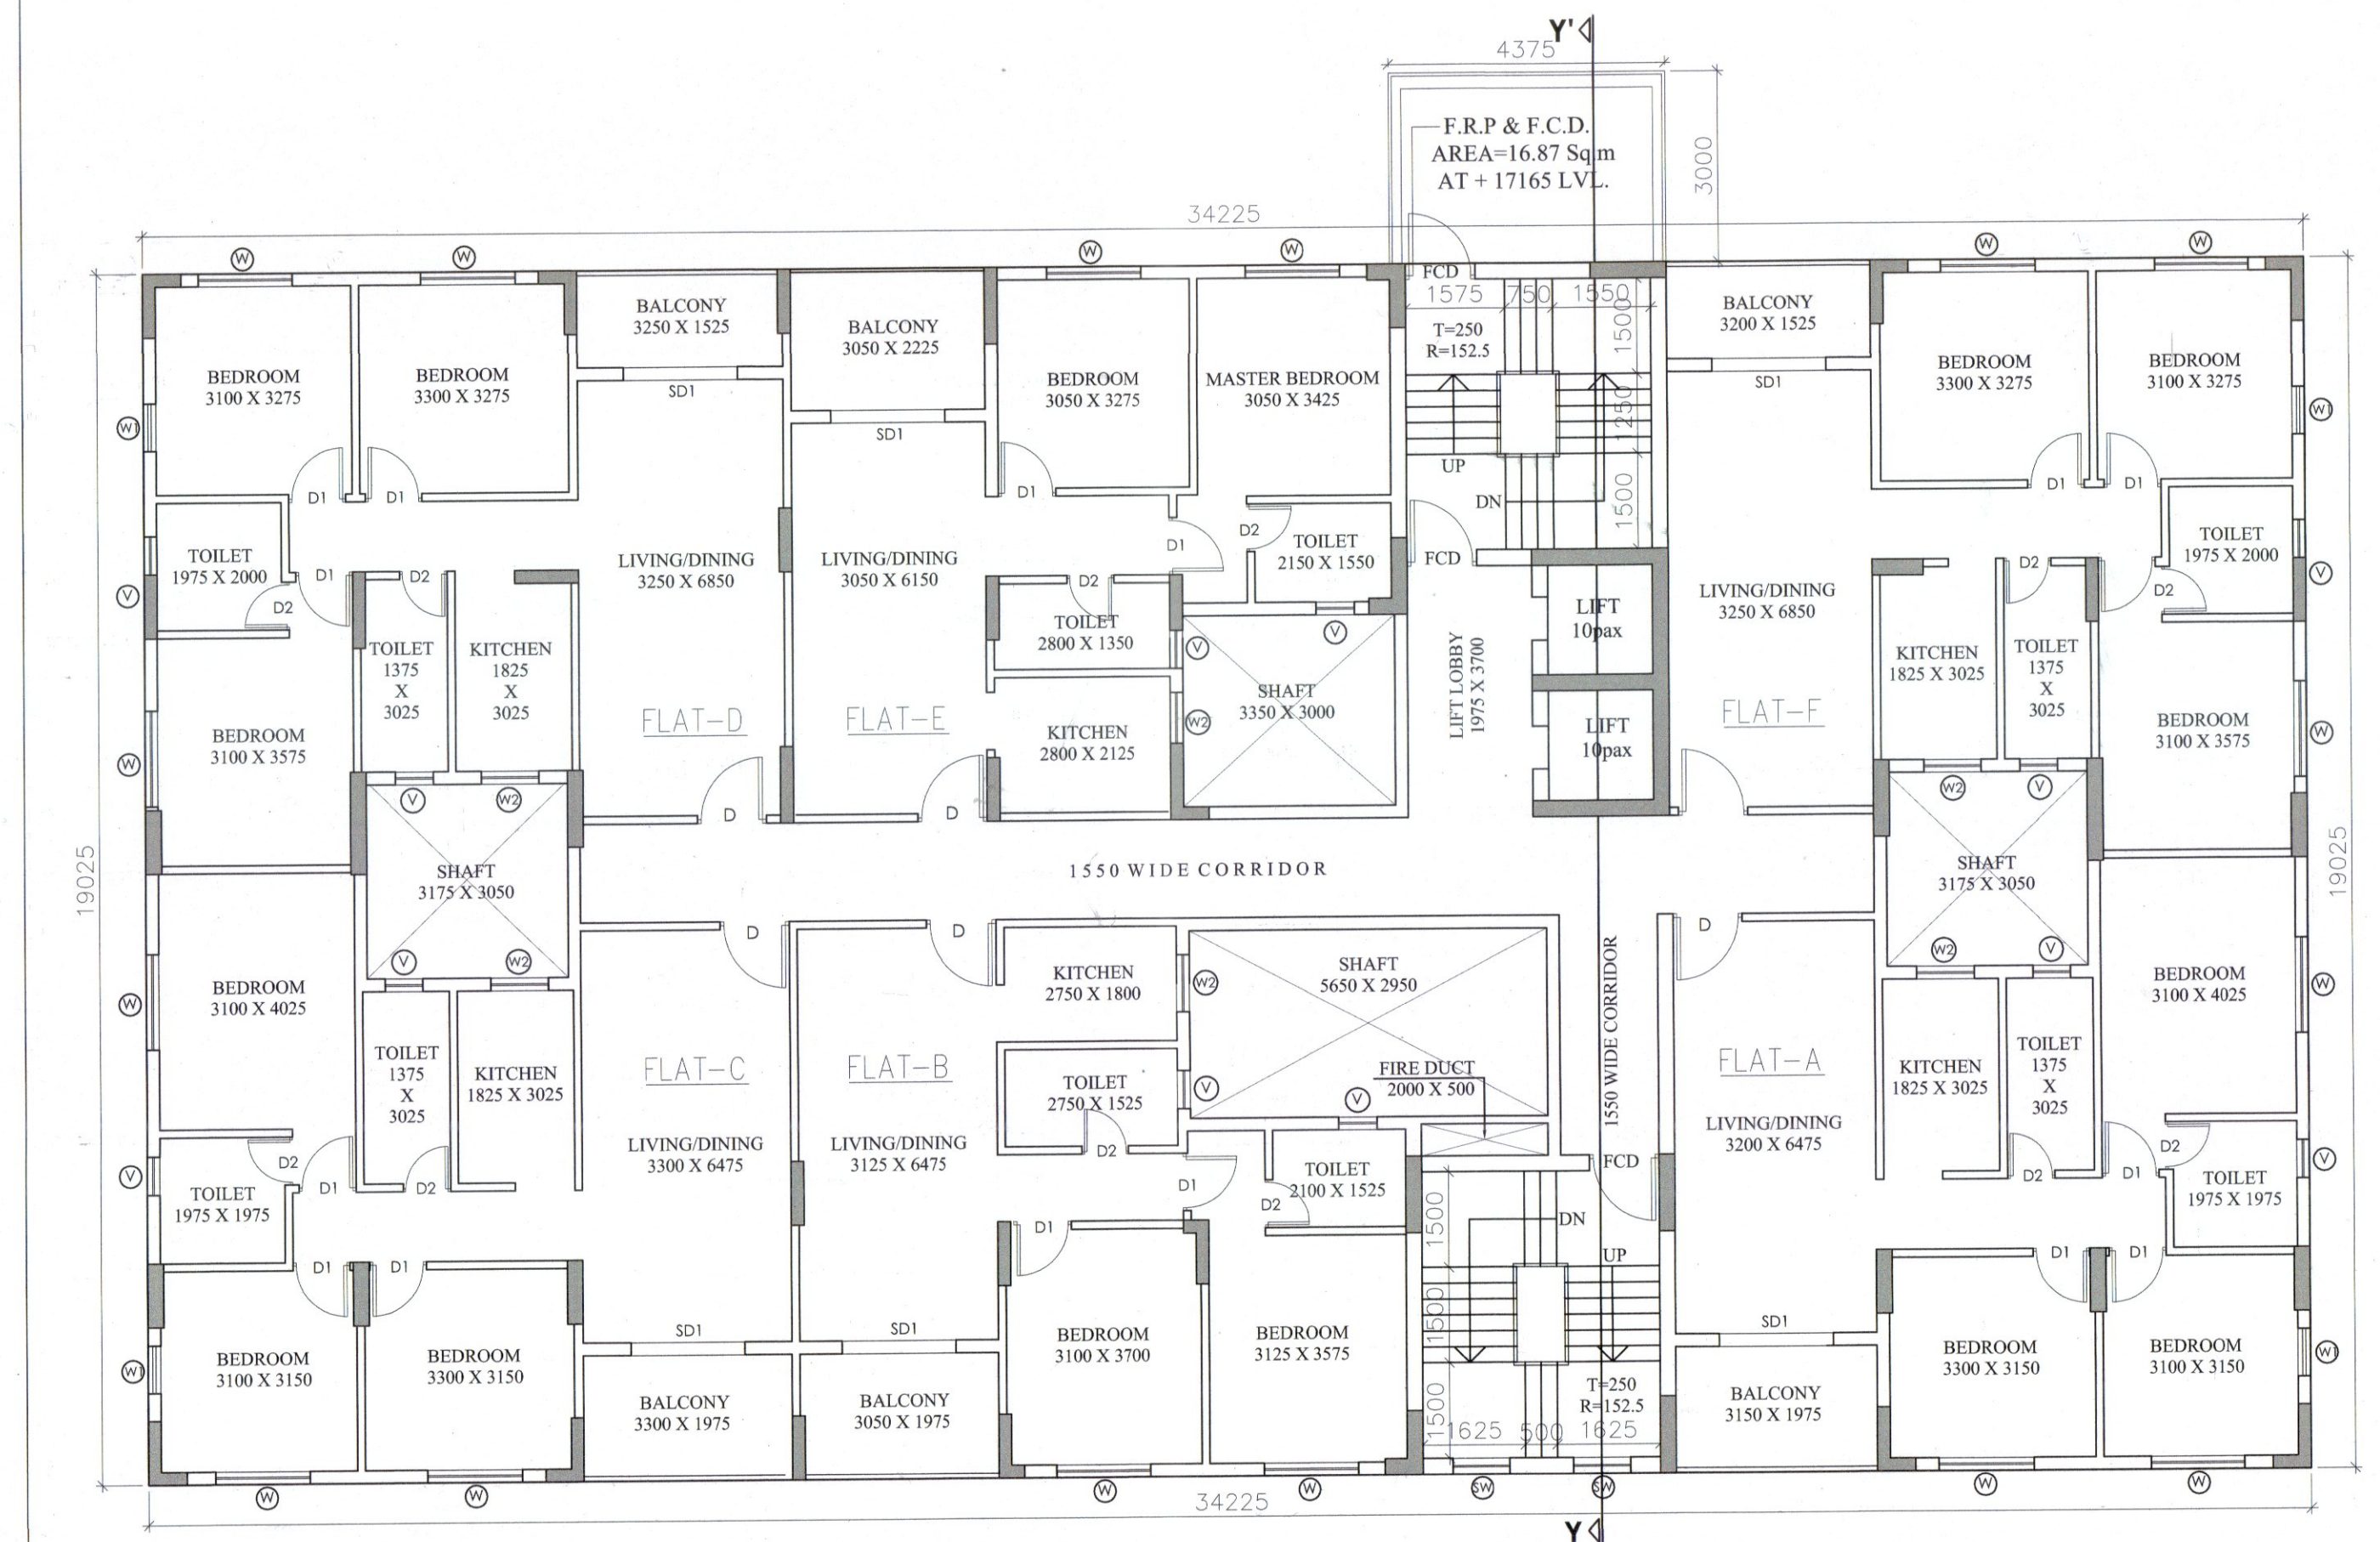 Y'
4375
F.R.P & F.C.D.
AREA=16.87 Sq.m
AT + 17165 LVL.
3000
34225
W
W
W
W
W
W
FCD
1575
750
1550
BALCONY
3250 X 1525
BALCONY
3050 X 2225
T=250
R=152.5
1500
BALCONY
3200 X 1525
BEDROOM
3100 X 3275
BEDROOM
3300 X 3275
SD1
BEDROOM
3050 X 3275
MASTER BEDROOM
3050 X 3425
SD1
BEDROOM
3300 X 3275
BEDROOM
3100 X 3275
W1
SD1
1250
W1
UP
D1
D1
D1
DN
1500
D1
D1
TOILET
1975 X 2000
LIVING/DINING
3250 X 6850
LIVING/DINING
3050 X 6150
D1
D2
TOILET
2150 X 1550
FCD
TOILET
1975 X 2000
V
D1
D2
D2
D2
LIVING/DINING
3250 X 6850
D2
D2
V
D2
TOILET
2800 X 1350
V
V
LIFT
10pax
TOILET
1375
X
3025
KITCHEN
1825
X
3025
LIFT LOBBY
1975 X 3700
KITCHEN
1825 X 3025
TOILET
1375
X
3025
FLAT-D
FLAT-E
SHAFT
3350 X 3000
FLAT-F
BEDROOM
3100 X 3575
KITCHEN
2800 X 2125
W2
LIFT
10pax
BEDROOM
3100 X 3575
W
W
V
W2
D
D
W2
V
19025
SHAFT
3175 X 3050
1550 WIDE CORRIDOR
SHAFT
3175 X 3050
19025
V
W2
D
D
D
W2
V
BEDROOM
3100 X 4025
KITCHEN
2750 X 1800
W2
SHAFT
5650 X 2950
1550 WIDE CORRIDOR
BEDROOM
3100 X 4025
W
W
TOILET
1375
X
3025
KITCHEN
1825 X 3025
FLAT-C
FLAT-B
TOILET
2750 X 1525
V
V
FIRE DUCT
2000 X 500
FLAT-A
KITCHEN
1825 X 3025
TOILET
1375
X
3025
LIVING/DINING
3300 X 6475
LIVING/DINING
3125 X 6475
D2
LIVING/DINING
3200 X 6475
V
D2
D1
D2
D1
D2
TOILET
2100 X 1525
FCD
D2
D1
D2
V
TOILET
1975 X 1975
1500
DN
TOILET
1975 X 1975
D1
D1
D1
UP
D1
D1
BEDROOM
3100 X 3150
BEDROOM
3300 X 3150
SD1
SD1
BEDROOM
3100 X 3700
BEDROOM
3125 X 3575
1500
SD1
BEDROOM
3300 X 3150
BEDROOM
3100 X 3150
W1
W1
BALCONY
3300 X 1975
BALCONY
3050 X 1975
1500
T=250
R=152.5
BALCONY
3150 X 1975
1625
500
1625
W
W
W
W
SW
SW
W
W
34225
Y